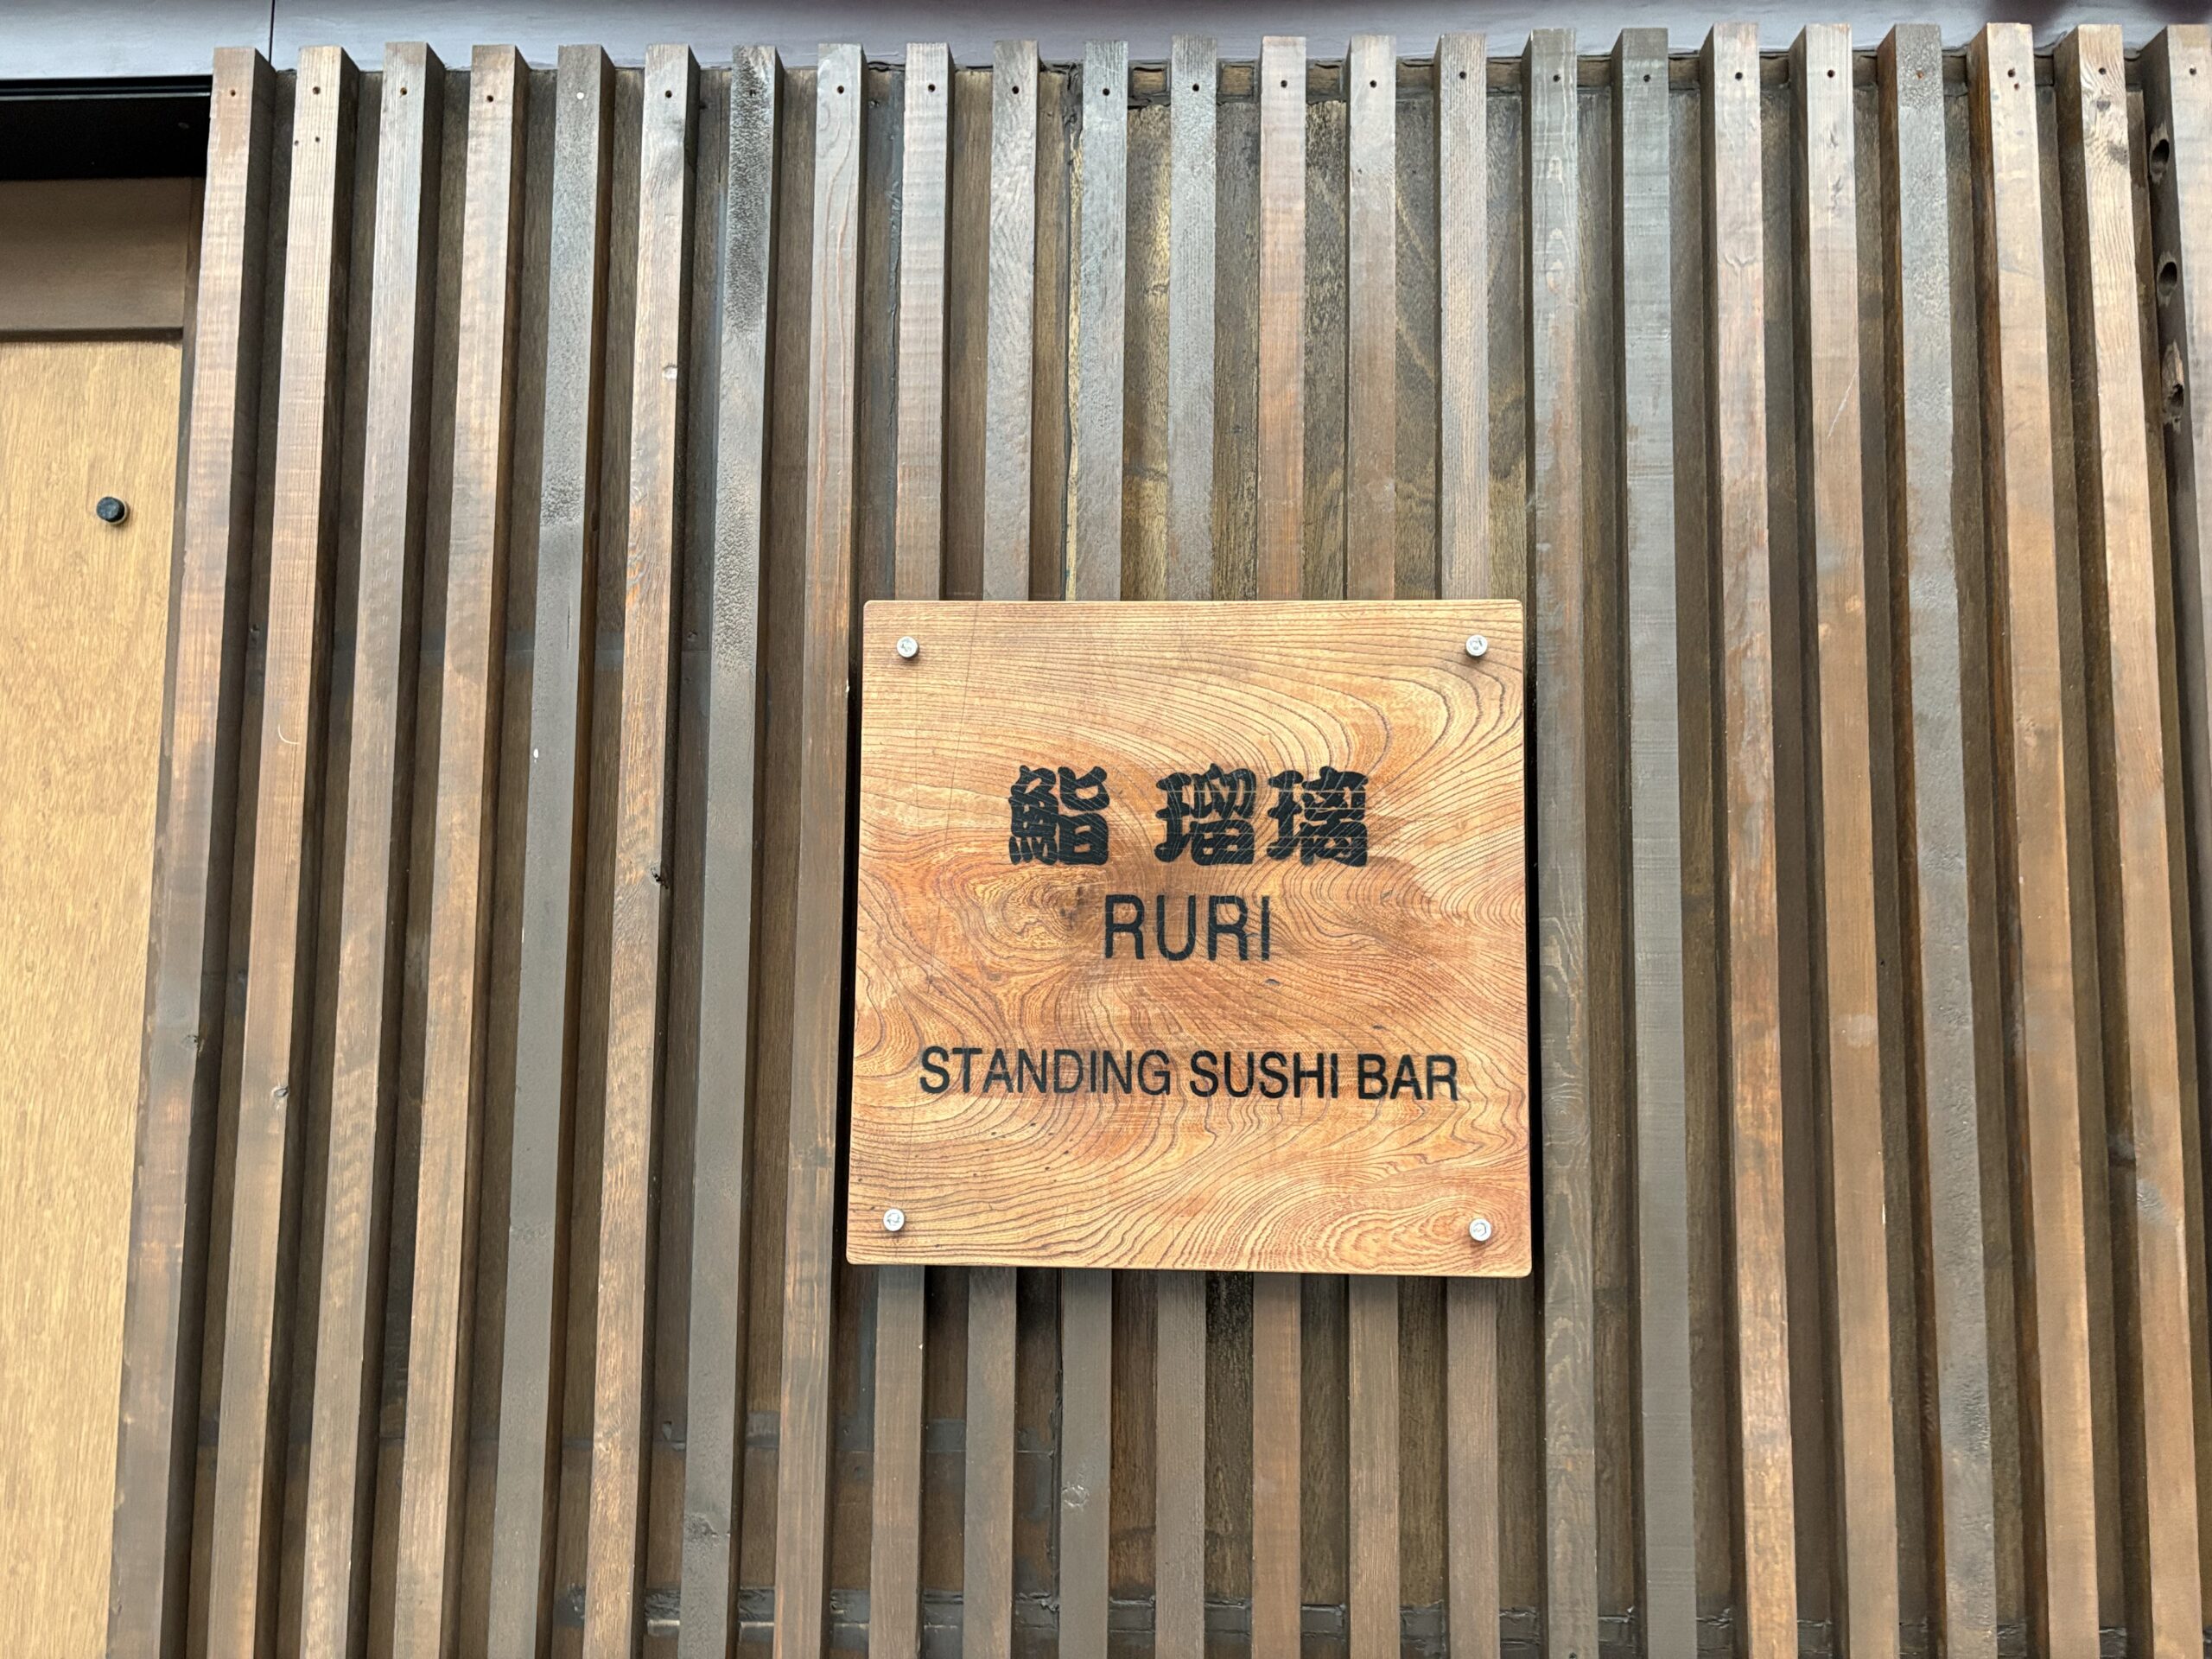 鮨 瑠璃
RURI
STANDING SUSHI BAR